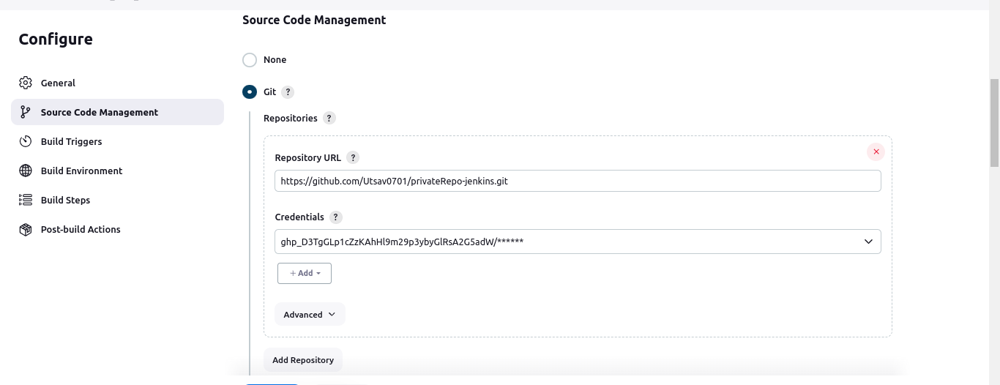 Source Code Management
Configure
None
General
Git ?
Source Code Management
Repositories ?
Build Triggers
Repository URL ?
Build Environment
https://github.com/Utsav0701/privateRepo-jenkins.git
Build Steps
Credentials ?
Post-build Actions
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/******
+ Add
Advanced
Add Repository